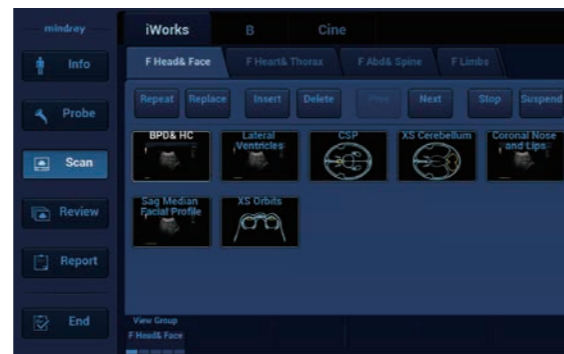 mindray
iWorks B Cine
Info
F Head& Face F Heart& Thorax F Abd& Spine F Limbs
Probe
Repeat Replace Insert Delete Prev Next Stop Suspend
Scan
BPD& HC
Lateral
Ventricles
CSP
XS Cerebellum
Coronal Nose
and Lips
Review
Sag Median
Facial Profile
XS Orbits
Report
End
View Group
F Head& Face